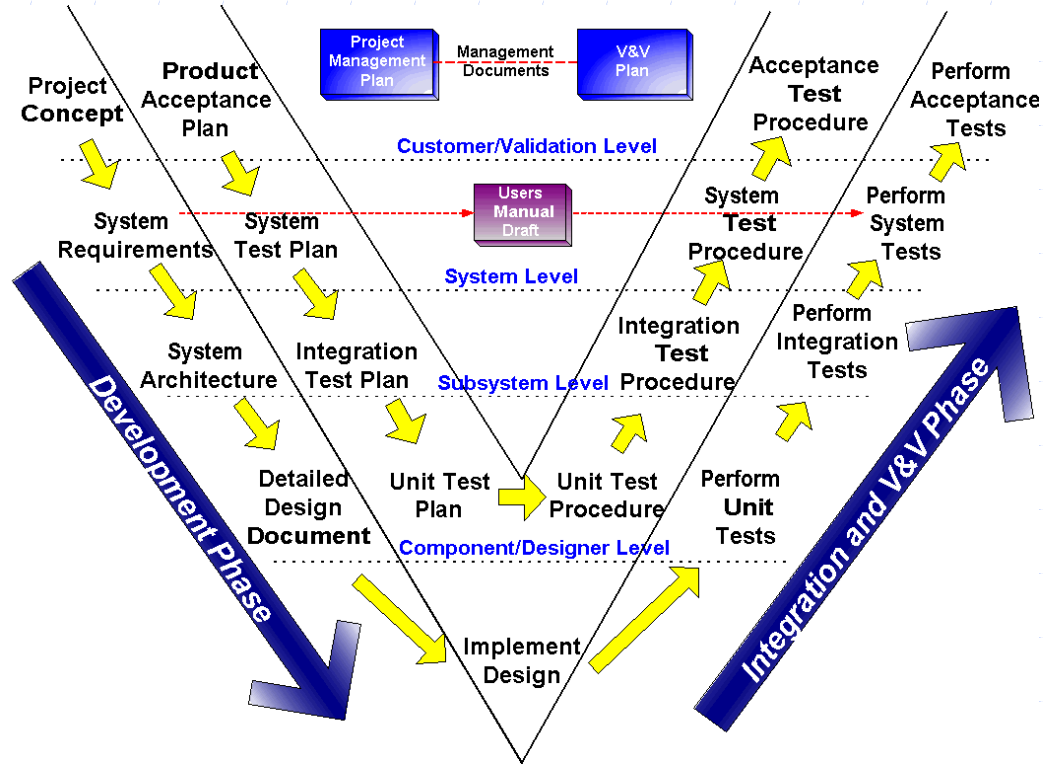 Project
Management
Plan
Management
Documents
V&V
Plan
Project
Concept
Product
Acceptance
Plan
Acceptance
Test
Procedure
Perform
Acceptance
Tests
Customer/Validation Level
System
Requirements
System
Test Plan
Users
Manual
Draft
System
Test
Procedure
Perform
System
Tests
System Level
System
Architecture
Integration
Test Plan
Integration
Test
Procedure
Perform
Integration
Tests
Subsystem Level
Detailed
Design
Document
Unit Test
Plan
Unit Test
Procedure
Perform
Unit
Tests
Component/Designer Level
Implement
Design
Development Phase
Integration and V&V Phase